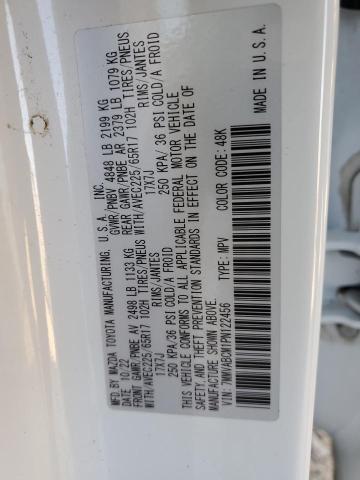 MFD BY MAZDA TOYOTA MANUFACTURING, U.S.A. INC.
10/22 GVWR/PNBV 4848 LB 2199 KG
FRONT GAWR/PNBE AV 2498 LB 1133 KG REAR GAWR/PNBE AR 2379 LB 1079 KG
WITH/AVEC225/65R17 102H TIRES/PNEUS WITH/AVEC225/65R17 102H TIRES/PNEUS
17X7J RIMS/JANTES 17X7J RIMS/JANTES
250 KPA/36 PSI COLD/A FROID 250 KPA/ 36 PSI COLD/A FROID
THIS VEHICLE CONFORMS TO ALL APPLICABLE FEDERAL MOTOR VEHICLE
SAFETY, AND THEFT PREVENTION STANDARDS IN EFFECT ON THE DATE OF
MANUFACTURE SHOWN ABOVE.
VIN: 7MMVABCM1PN122456 TYPE: MPV COLOR CODE: 48K MADE IN U.S.A.